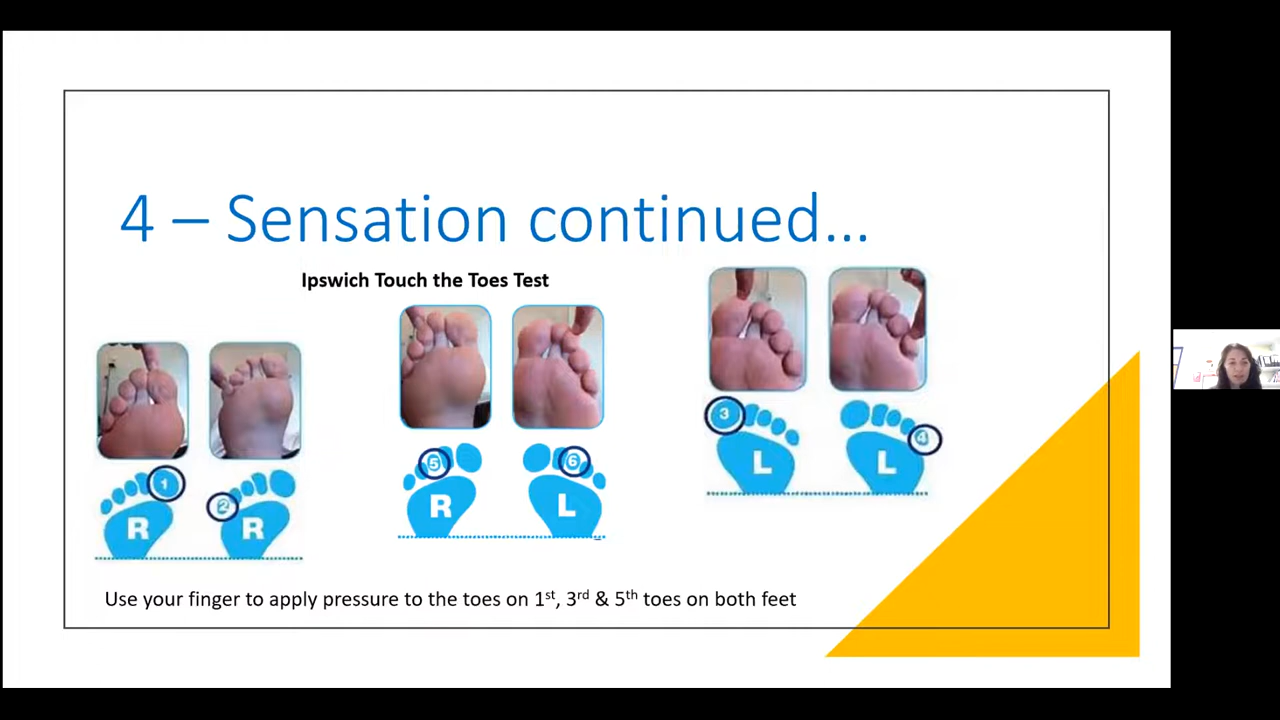 4 – Sensation continued...
Ipswich Touch the Toes Test
1
R
2
R
5
R
6
L
3
L
4
L
Use your finger to apply pressure to the toes on 1st, 3rd & 5th toes on both feet